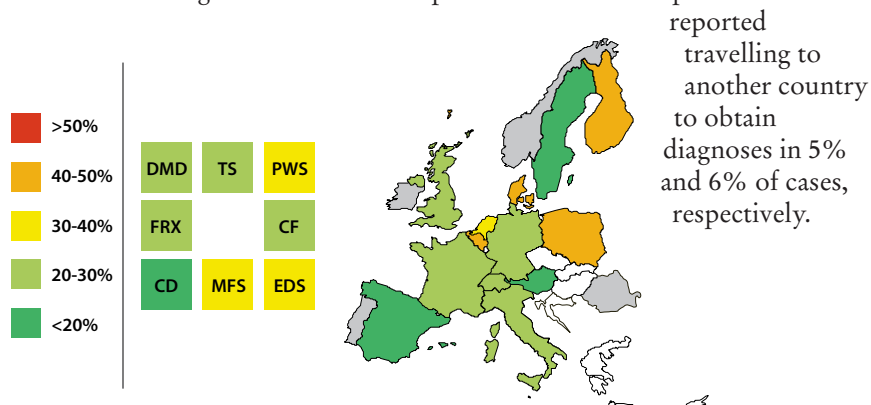 reported
travelling to
another country
to obtain
diagnoses in 5%
and 6% of cases,
respectively.
>50%
40-50%
30-40%
20-30%
<20%
DMD TS PWS
FRX CF
CD MFS EDS